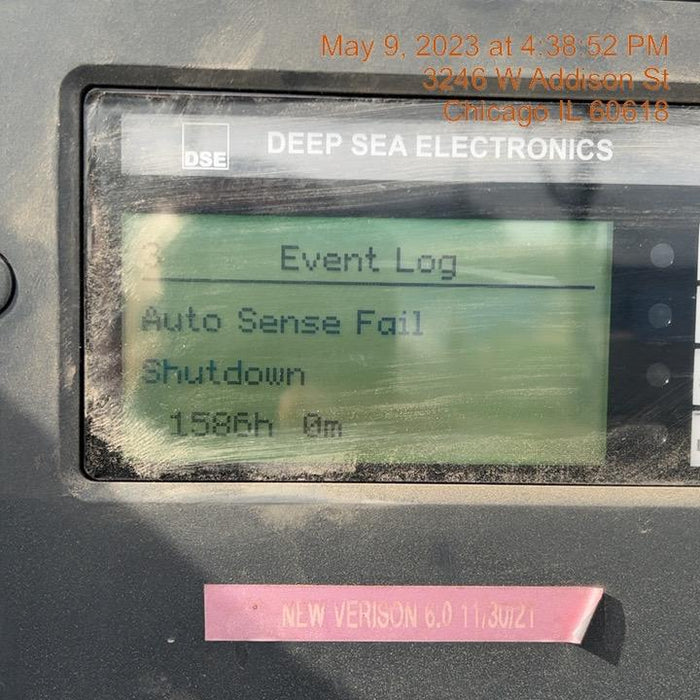 May 9, 2023 at 4:38:52 PM
3246 W Addison St
Chicago IL 60618
DSE DEEP SEA ELECTRONICS
3 Event Log
Auto Sense Fail
Shutdown
1586h 0m
NEW VERISON 6.0 11/30/21